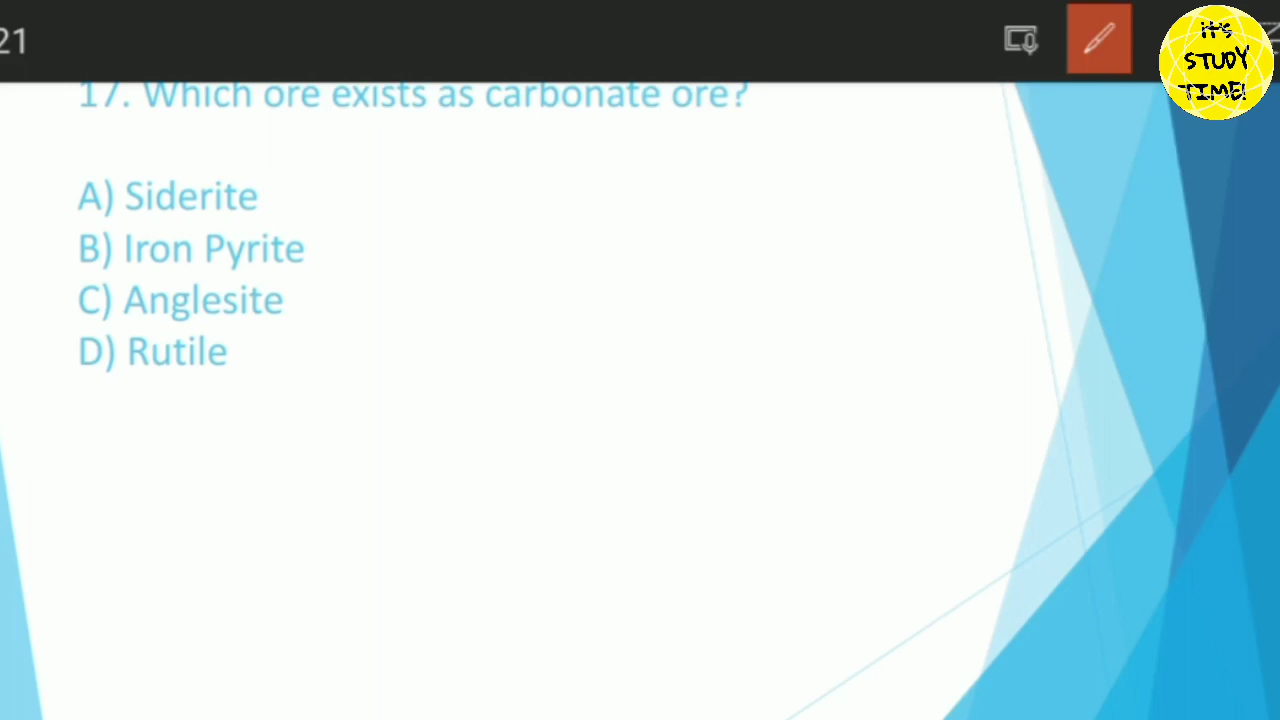 21
17. Which ore exists as carbonate ore?
A) Siderite
B) Iron Pyrite
C) Anglesite
D) Rutile
iT's
STUDY
TIME!